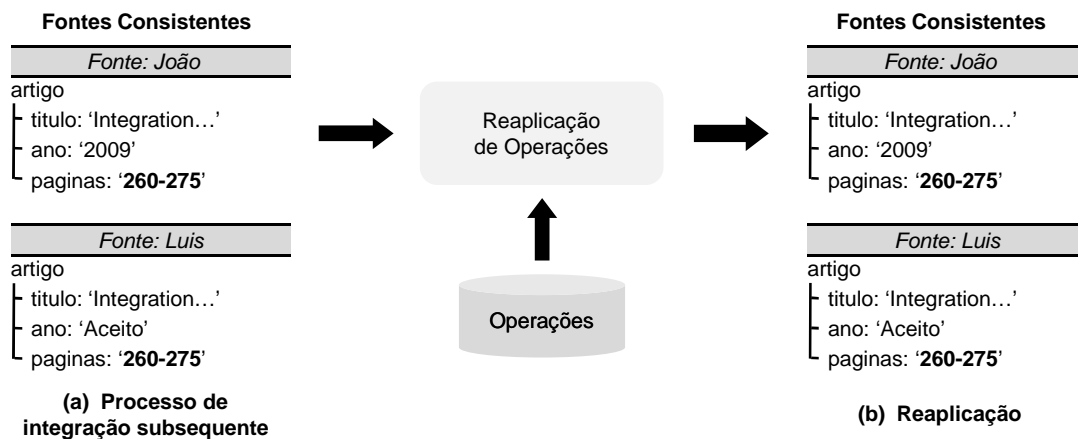 Fontes Consistentes
Fonte: João
artigo
titulo: ‘Integration…’
ano: ‘2009’
paginas: ‘260-275’
Fonte: Luis
artigo
titulo: ‘Integration…’
ano: ‘Aceito’
paginas: ‘260-275’
(a) Processo de
integração subsequente
Reaplicação
de Operações
Operações
Fontes Consistentes
Fonte: João
artigo
titulo: ‘Integration…’
ano: ‘2009’
paginas: ‘260-275’
Fonte: Luis
artigo
titulo: ‘Integration…’
ano: ‘Aceito’
paginas: ‘260-275’
(b) Reaplicação